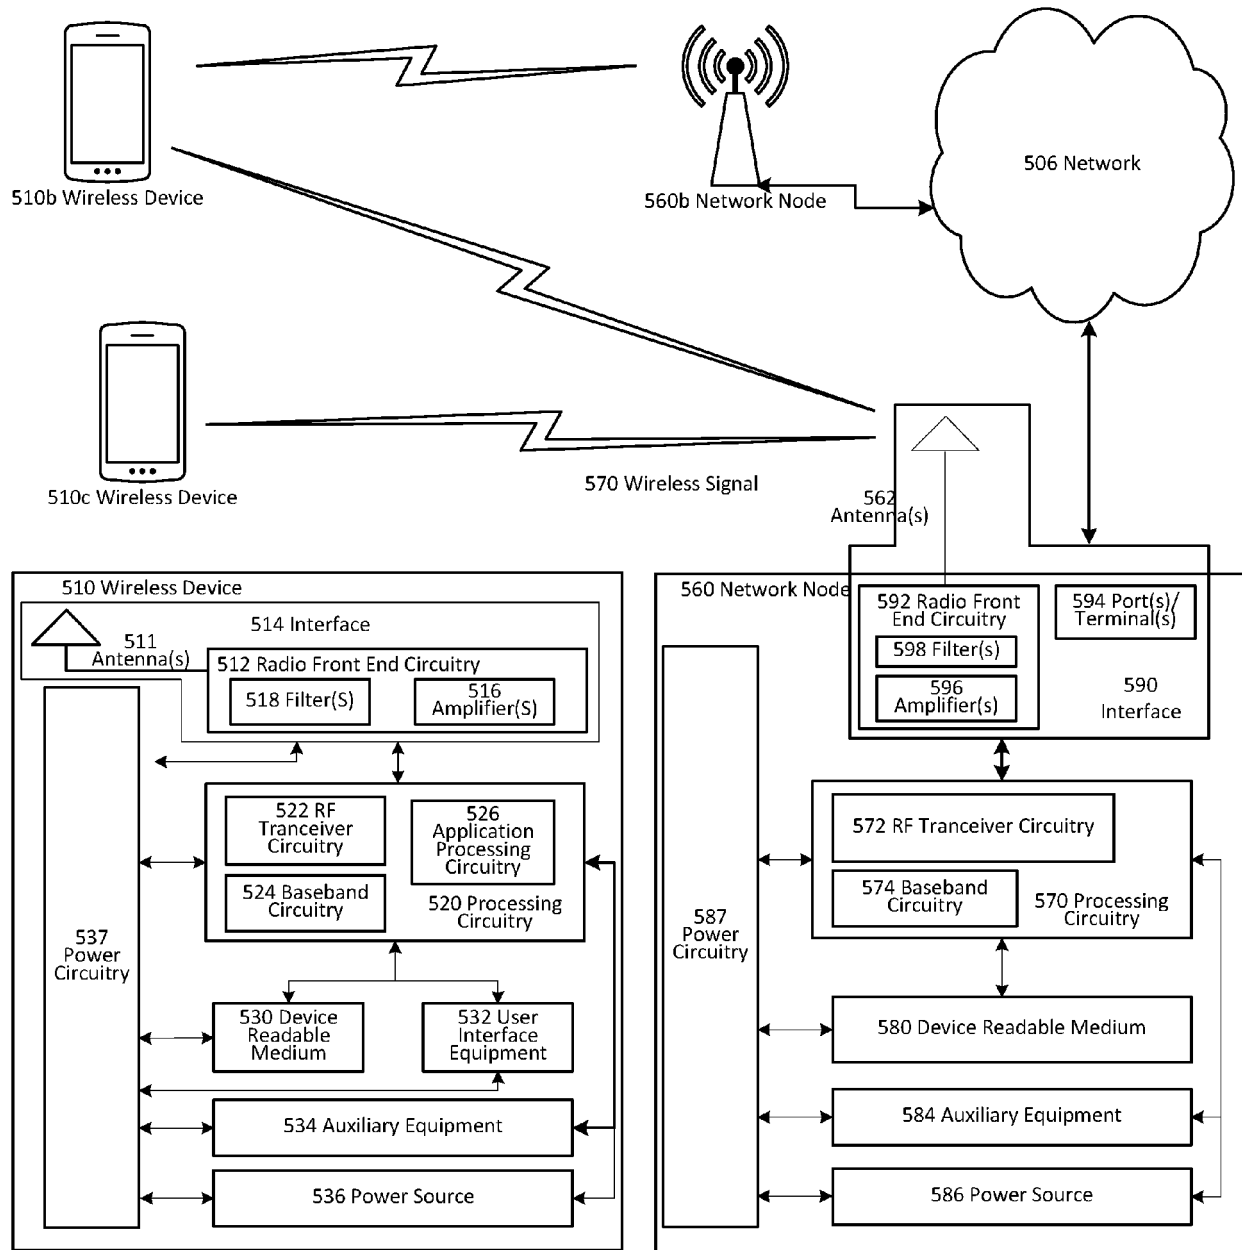 506 Network
510b Wireless Device
560b Network Node
510c Wireless Device
570 Wireless Signal
562
Antenna(s)
510 Wireless Device
514 Interface
511
Antenna(s)
512 Radio Front End Circuitry
518 Filter(S)
516
Amplifier(S)
522 RF
Tranceiver
Circuitry
526
Application
Processing
Circuitry
524 Baseband
Circuitry
520 Processing
Circuitry
537
Power
Circuitry
530 Device
Readable
Medium
532 User
Interface
Equipment
534 Auxiliary Equipment
536 Power Source
560 Network Node
592 Radio Front
End Circuitry
598 Filter(s)
596
Amplifier(s)
594 Port(s)/
Terminal(s)
590
Interface
572 RF Tranceiver Circuitry
574 Baseband
Circuitry
570 Processing
Circuitry
587
Power
Circuitry
580 Device Readable Medium
584 Auxiliary Equipment
586 Power Source